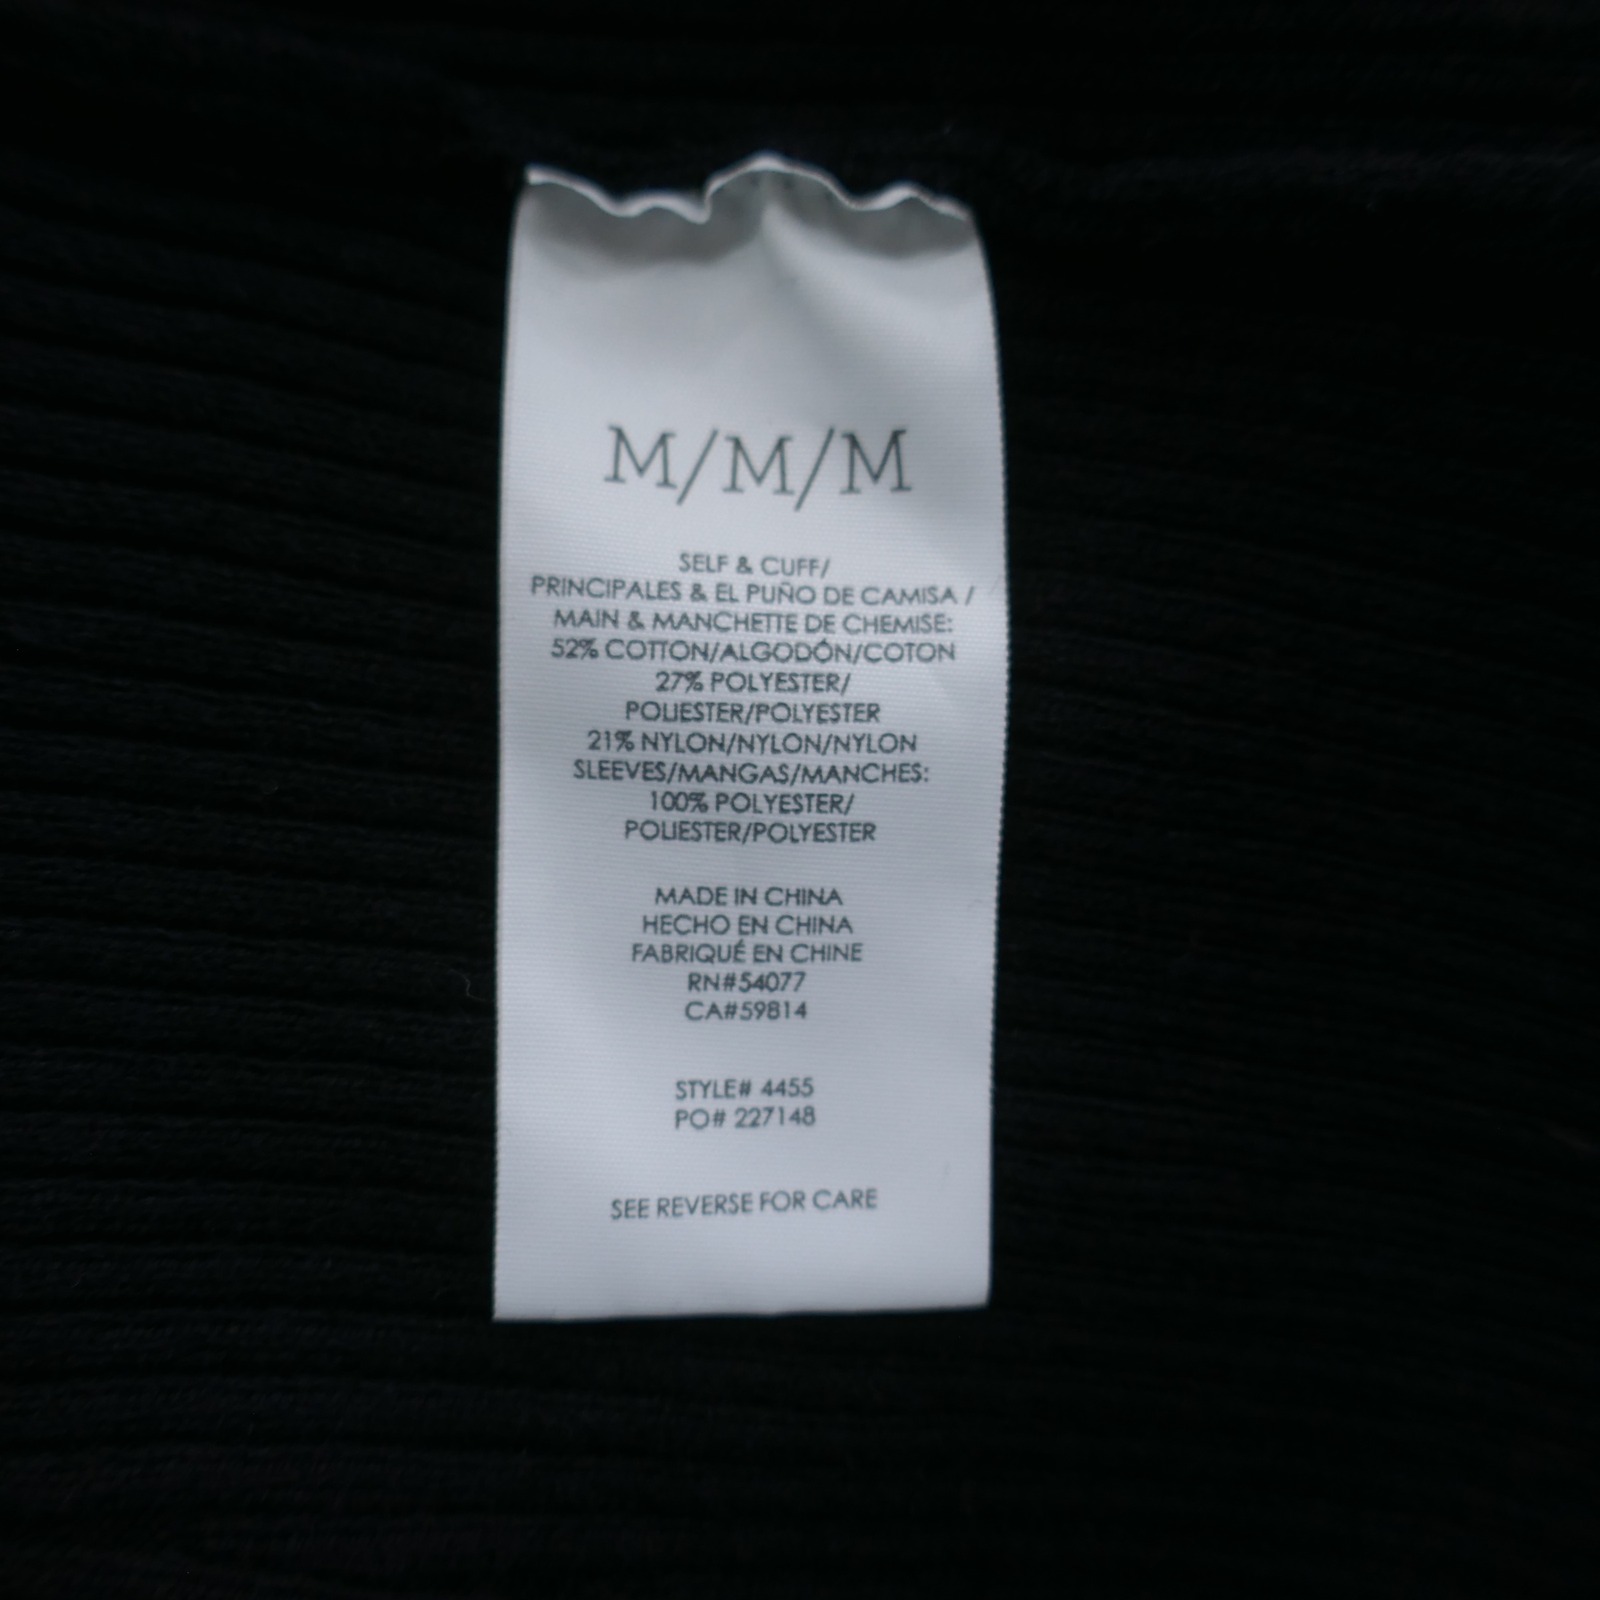 M/M/M
SELF & CUFF/
PRINCIPALES & EL PUÑO DE CAMISA /
MAIN & MANCHETTE DE CHEMISE:
52% COTTON/ALGODÓN/COTON
27% POLYESTER/
POLIESTER/POLYESTER
21% NYLON/NYLON/NYLON
SLEEVES/MANGAS/MANCHES:
100% POLYESTER/
POLIESTER/POLYESTER
MADE IN CHINA
HECHO EN CHINA
FABRIQUÉ EN CHINE
RN#54077
CA#59814
STYLE# 4455
PO# 227148
SEE REVERSE FOR CARE